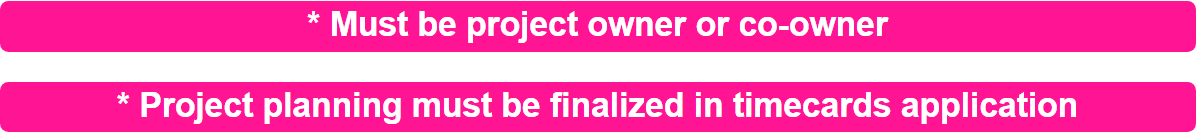 * Must be project owner or co-owner
* Project planning must be finalized in timecards application